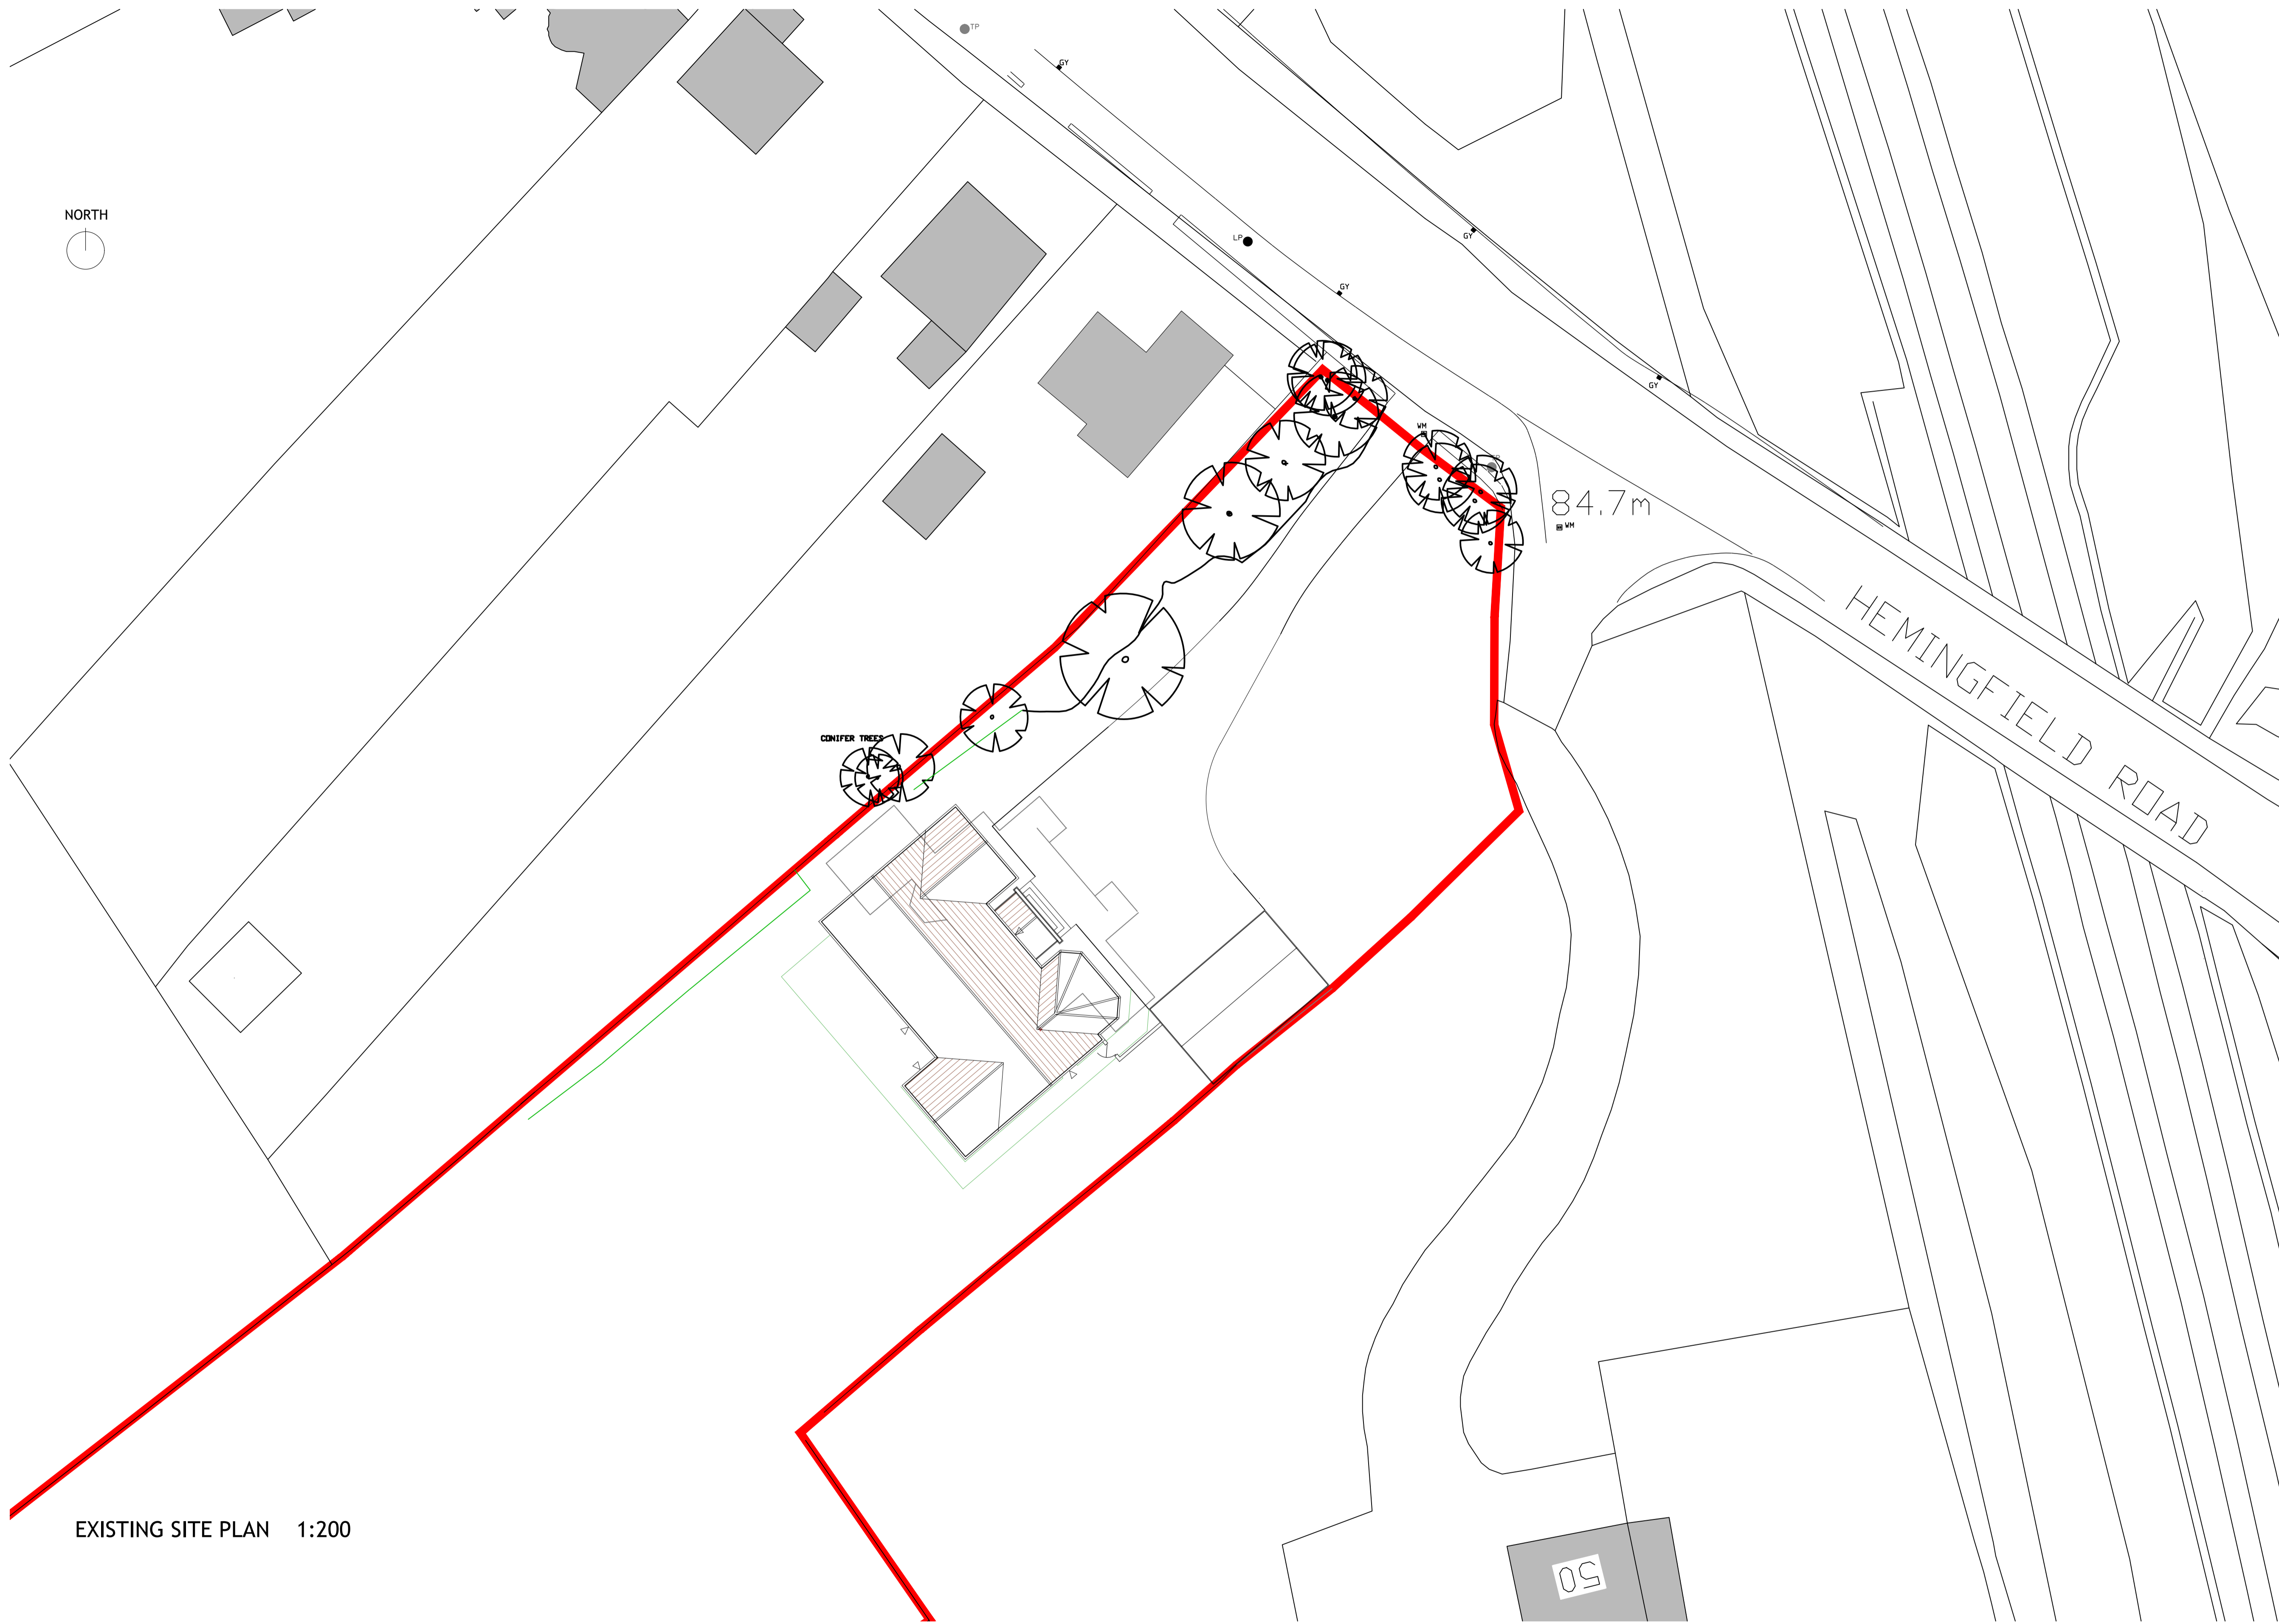 TP
GY
NORTH
LP
GY
GY
GY
WM
84.7m
WM
HEMINGFIELD ROAD
CONIFER TREES
EXISTING SITE PLAN 1:200
50